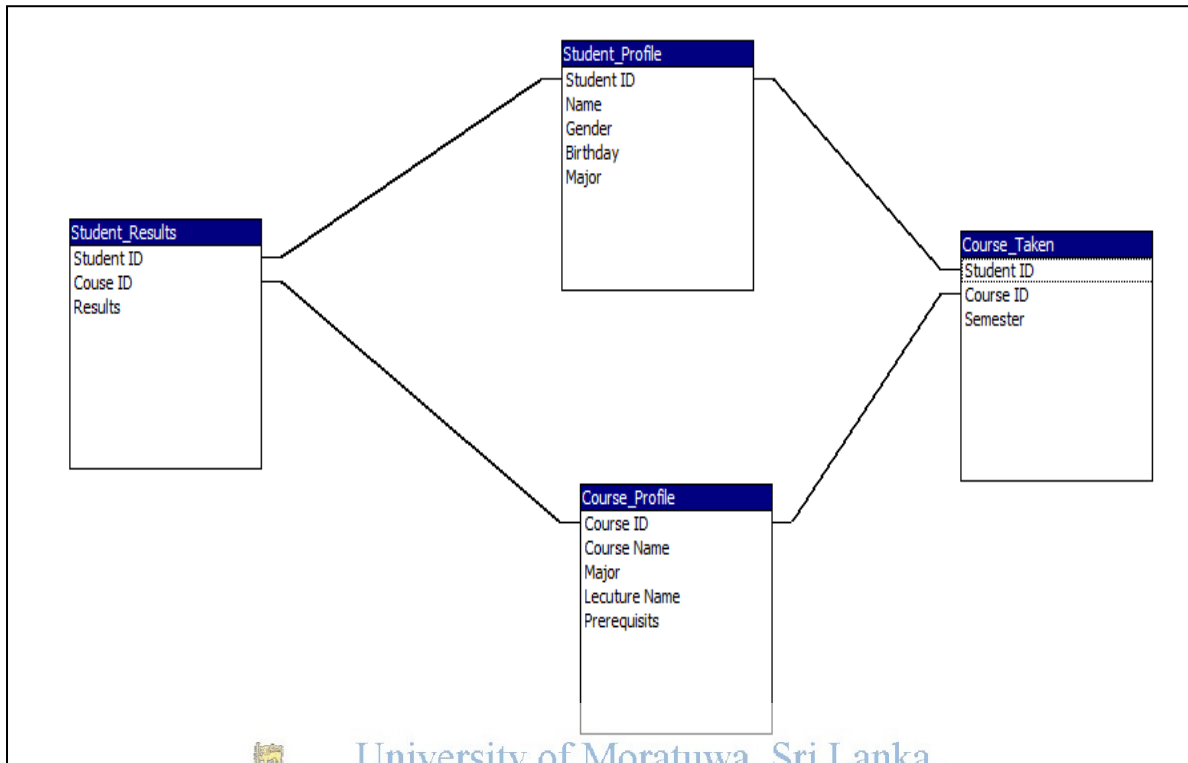 Student_Profile
Student ID
Name
Gender
Birthday
Major
Student_Results
Student ID
Couse ID
Results
Course_Taken
Student ID
Course ID
Semester
Course_Profile
Course ID
Course Name
Major
Lecuture Name
Prerequisits
University of Moratuwa, Sri Lanka